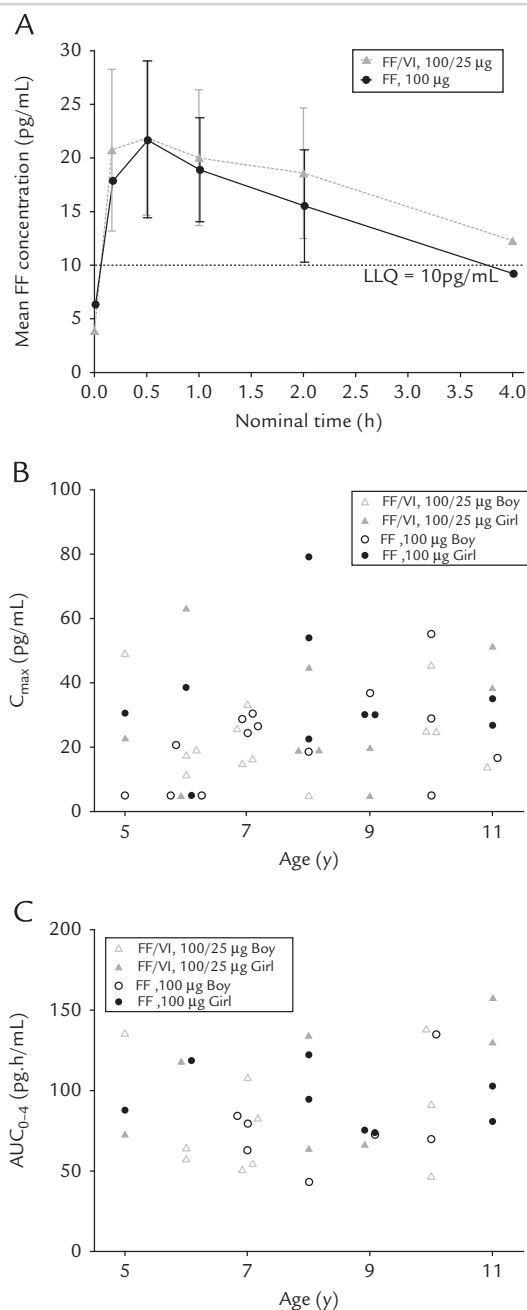 A
Mean FF concentration (pg/mL)
30
25
20
15
10
5
0
FF/VI, 100/25 µg
FF, 100 µg
LLQ = 10pg/mL
0.0 0.5 1.0 1.5 2.0 2.5 3.0 3.5 4.0
Nominal time (h)
B
Cmax (pg/mL)
100
80
60
40
20
0
FF/VI, 100/25 µg Boy
FF/VI, 100/25 µg Girl
FF ,100 µg Boy
FF ,100 µg Girl
5 7 9 11
Age (y)
C
AUC0–4 (pg.h/mL)
200
150
100
50
0
FF/VI, 100/25 µg Boy
FF/VI, 100/25 µg Girl
FF ,100 µg Boy
FF ,100 µg Girl
5 7 9 11
Age (y)